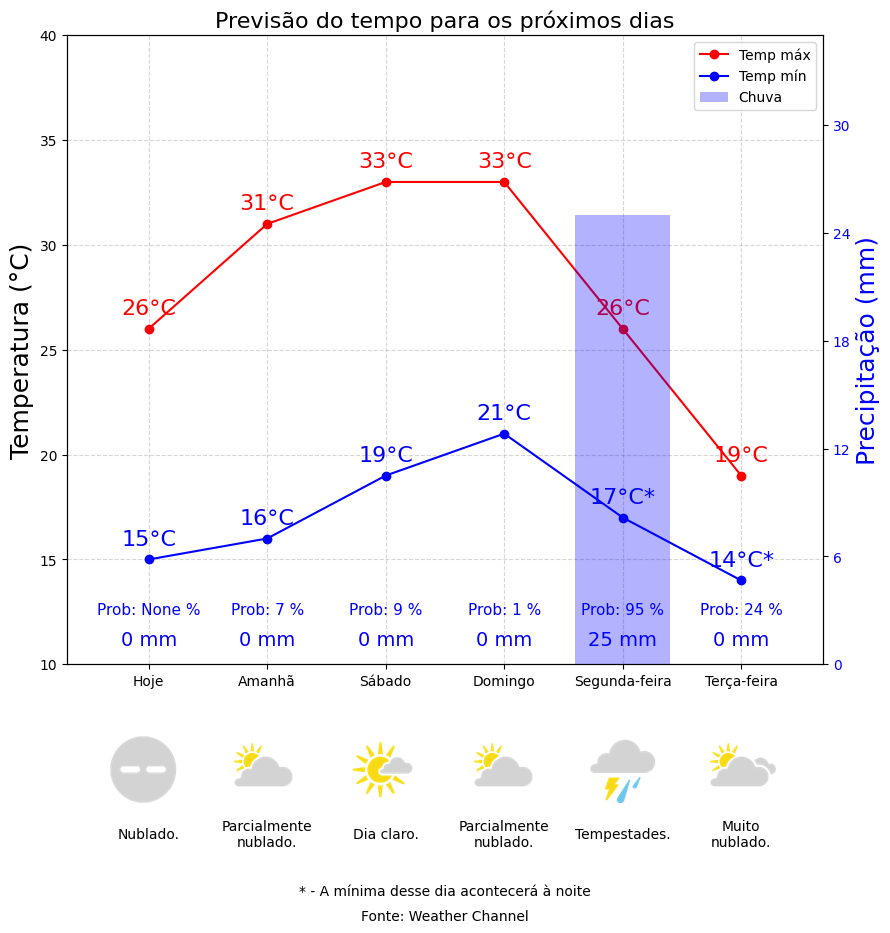 Previsão do tempo para os próximos dias
Temp máx
Temp mín
Chuva
Temperatura (°C)
Precipitação (mm)
40
35
30
25
20
15
10
30
24
18
12
6
0
26°C
31°C
33°C
33°C
26°C
19°C
15°C
16°C
19°C
21°C
17°C*
14°C*
Prob: None %
Prob: 7 %
Prob: 9 %
Prob: 1 %
Prob: 95 %
Prob: 24 %
0 mm
0 mm
0 mm
0 mm
25 mm
0 mm
Hoje
Amanhã
Sábado
Domingo
Segunda-feira
Terça-feira
Nublado.
Parcialmente
nublado.
Dia claro.
Parcialmente
nublado.
Tempestades.
Muito
nublado.
* - A mínima desse dia acontecerá à noite
Fonte: Weather Channel